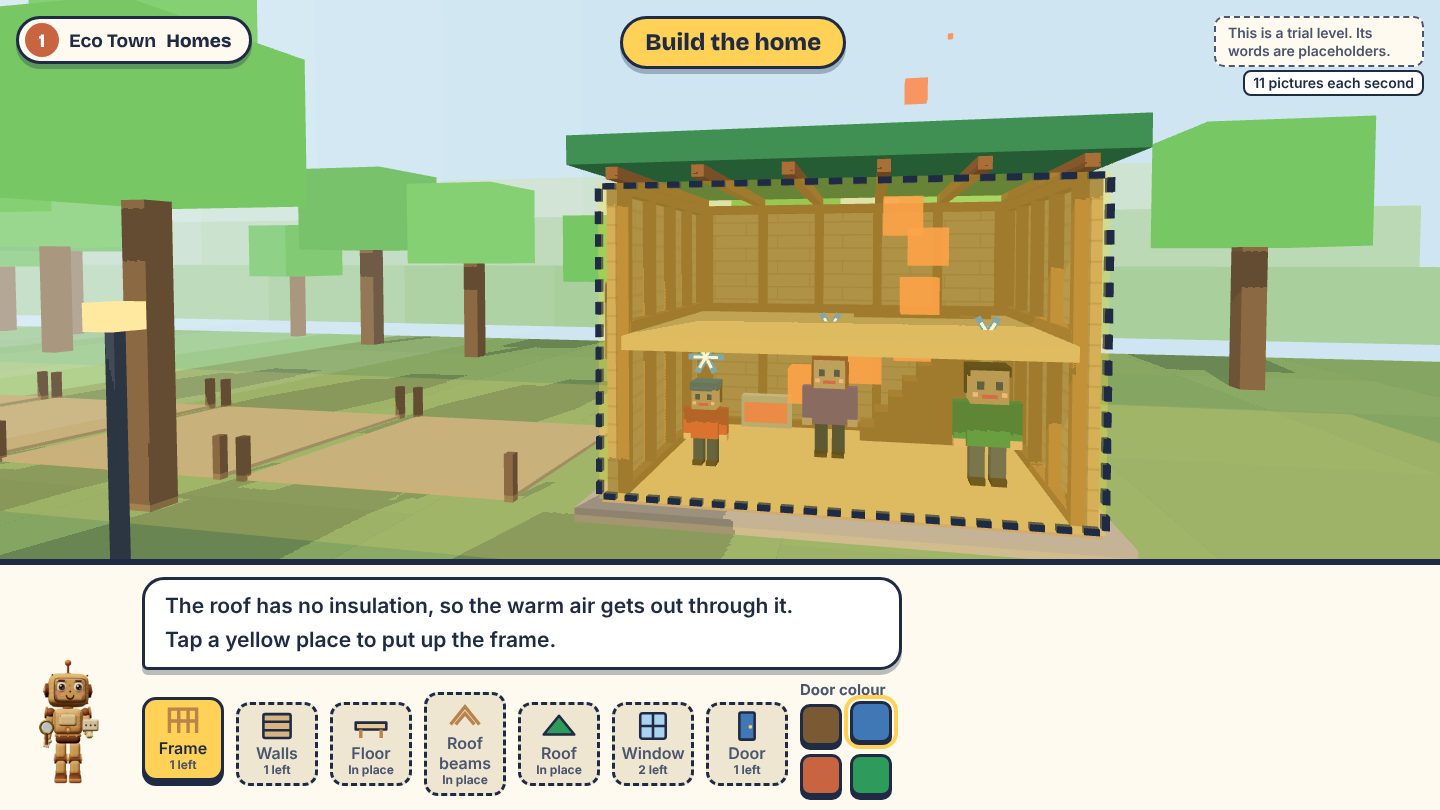 1 Eco Town Homes
Build the home
This is a trial level. Its
words are placeholders.
11 pictures each second
The roof has no insulation, so the warm air gets out through it.
Tap a yellow place to put up the frame.
Door colour
Frame
1 left
Walls
1 left
Floor
In place
Roof
beams
In place
Roof
In place
Window
2 left
Door
1 left